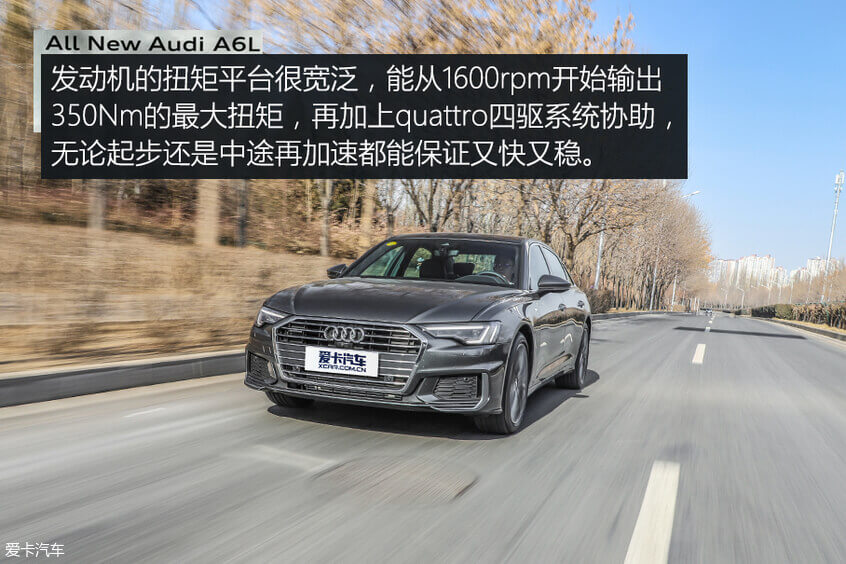 All New Audi A6L
发动机的扭矩平台很宽泛，能从1600rpm开始输出
350Nm的最大扭矩，再加上quattro四驱系统协助，
无论起步还是中途再加速都能保证又快又稳。
爱卡汽车
XCAR.COM.CN
爱卡汽车